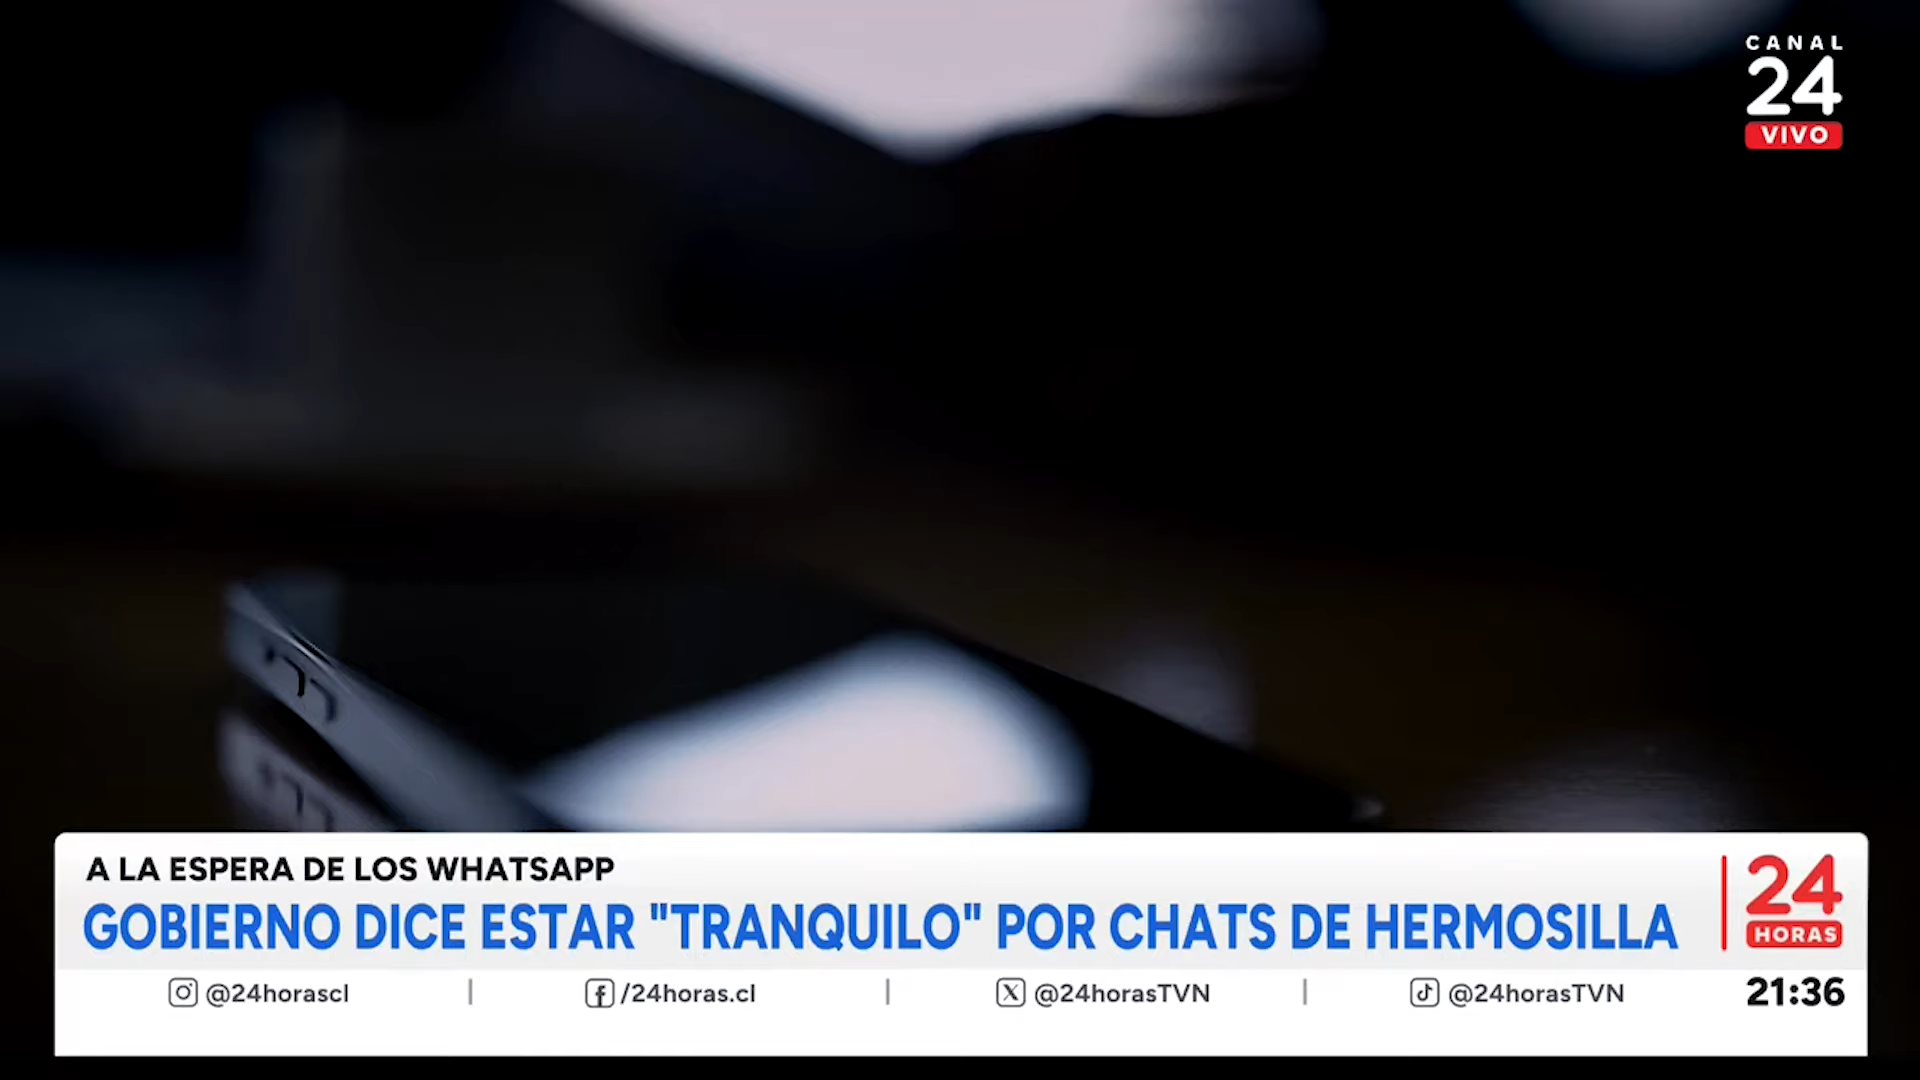 CANAL
24
VIVO
A LA ESPERA DE LOS WHATSAPP
GOBIERNO DICE ESTAR "TRANQUILO" POR CHATS DE HERMOSILLA
24
HORAS
@24horascl
/24horas.cl
@24horasTVN
@24horasTVN
21:36